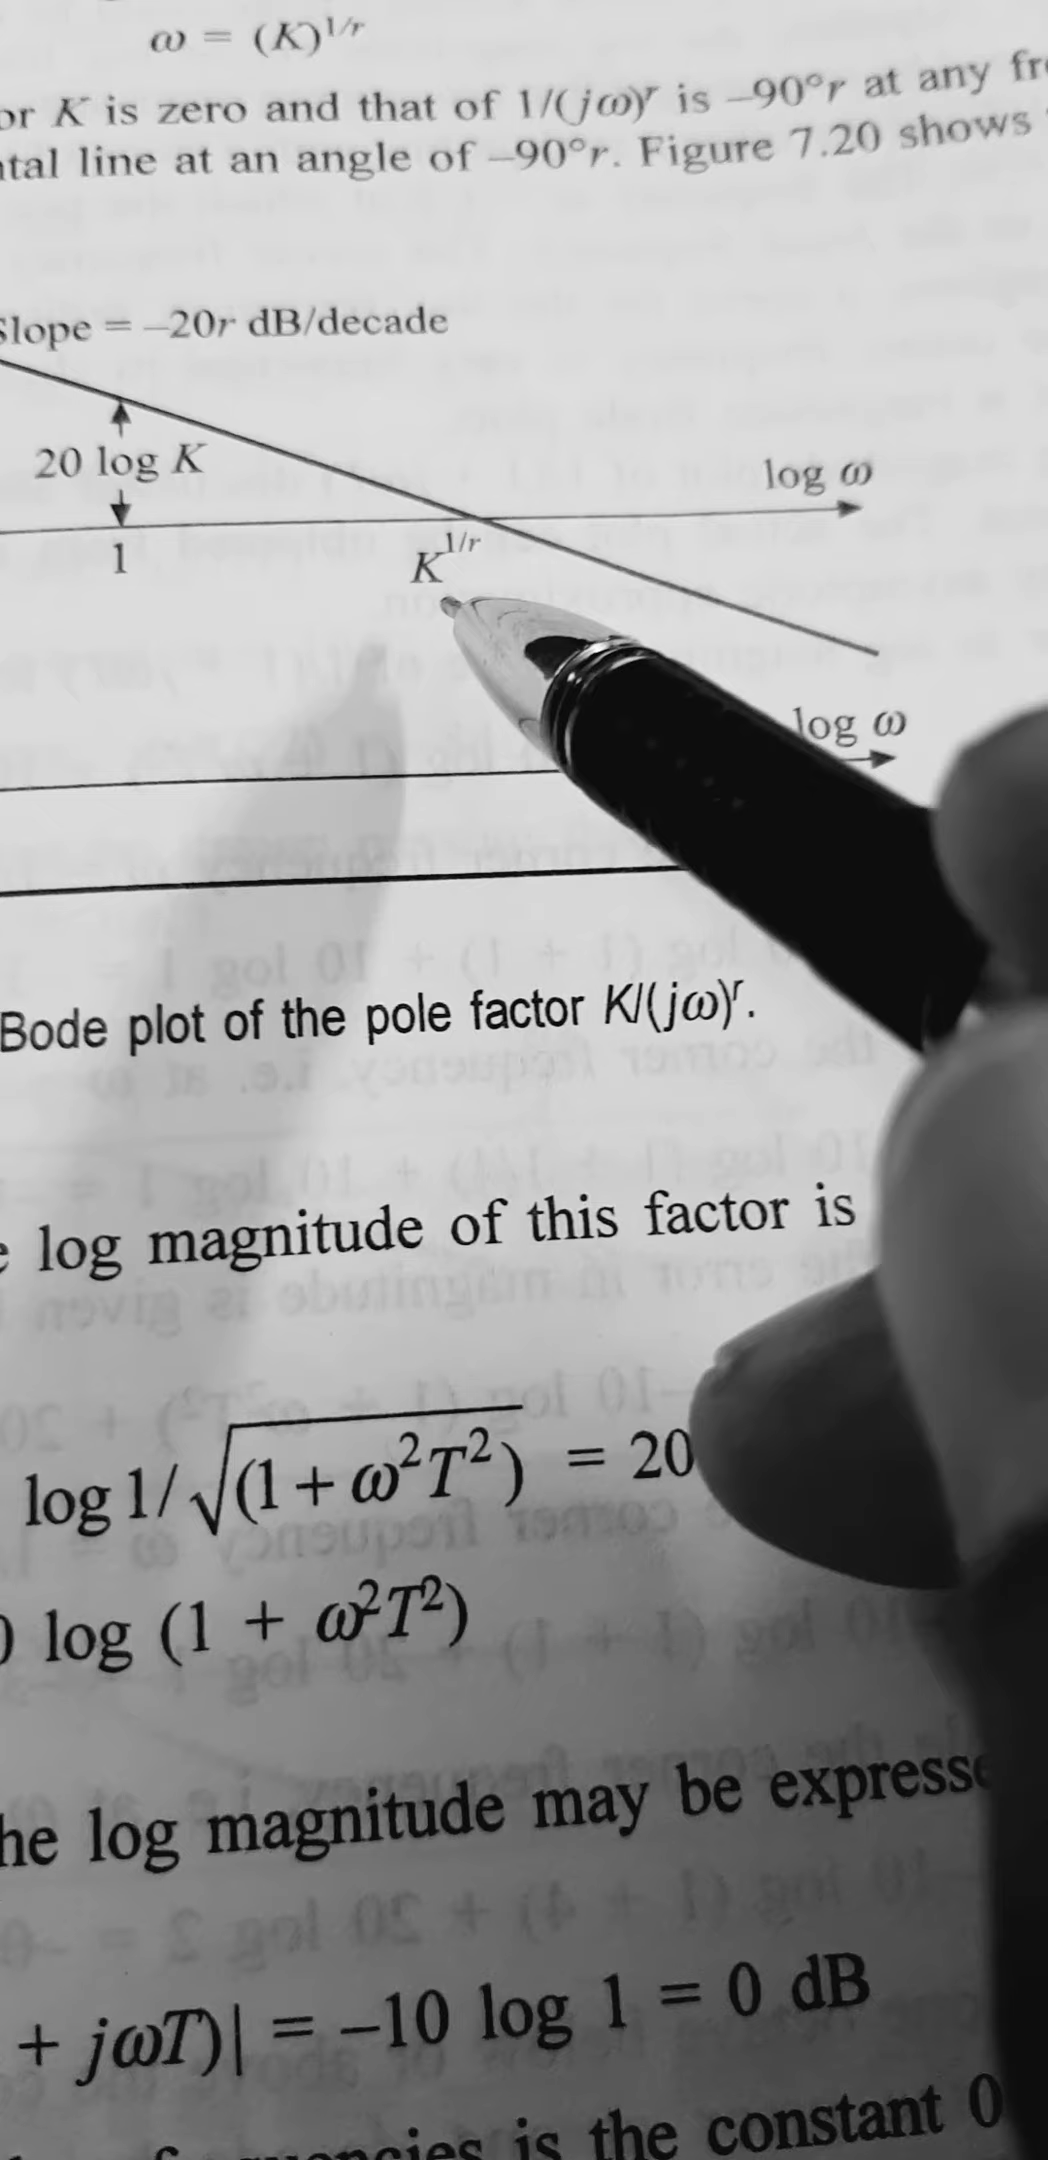 ω = (K)^1/r
or K is zero and that of 1/(jω)^r is –90°r at any
ntal line at an angle of –90°r. Figure 7.20 shows
Slope = –20r dB/decade
20 log K
log ω
1
K^1/r
log ω
Bode plot of the pole factor K/(jω)^r.
log magnitude of this factor is
log 1/√(1 + ω²T²) = 20
log (1 + ω²T²)
he log magnitude may be expresse
+ jωT)| = –10 log 1 = 0 dB
is the constant 0